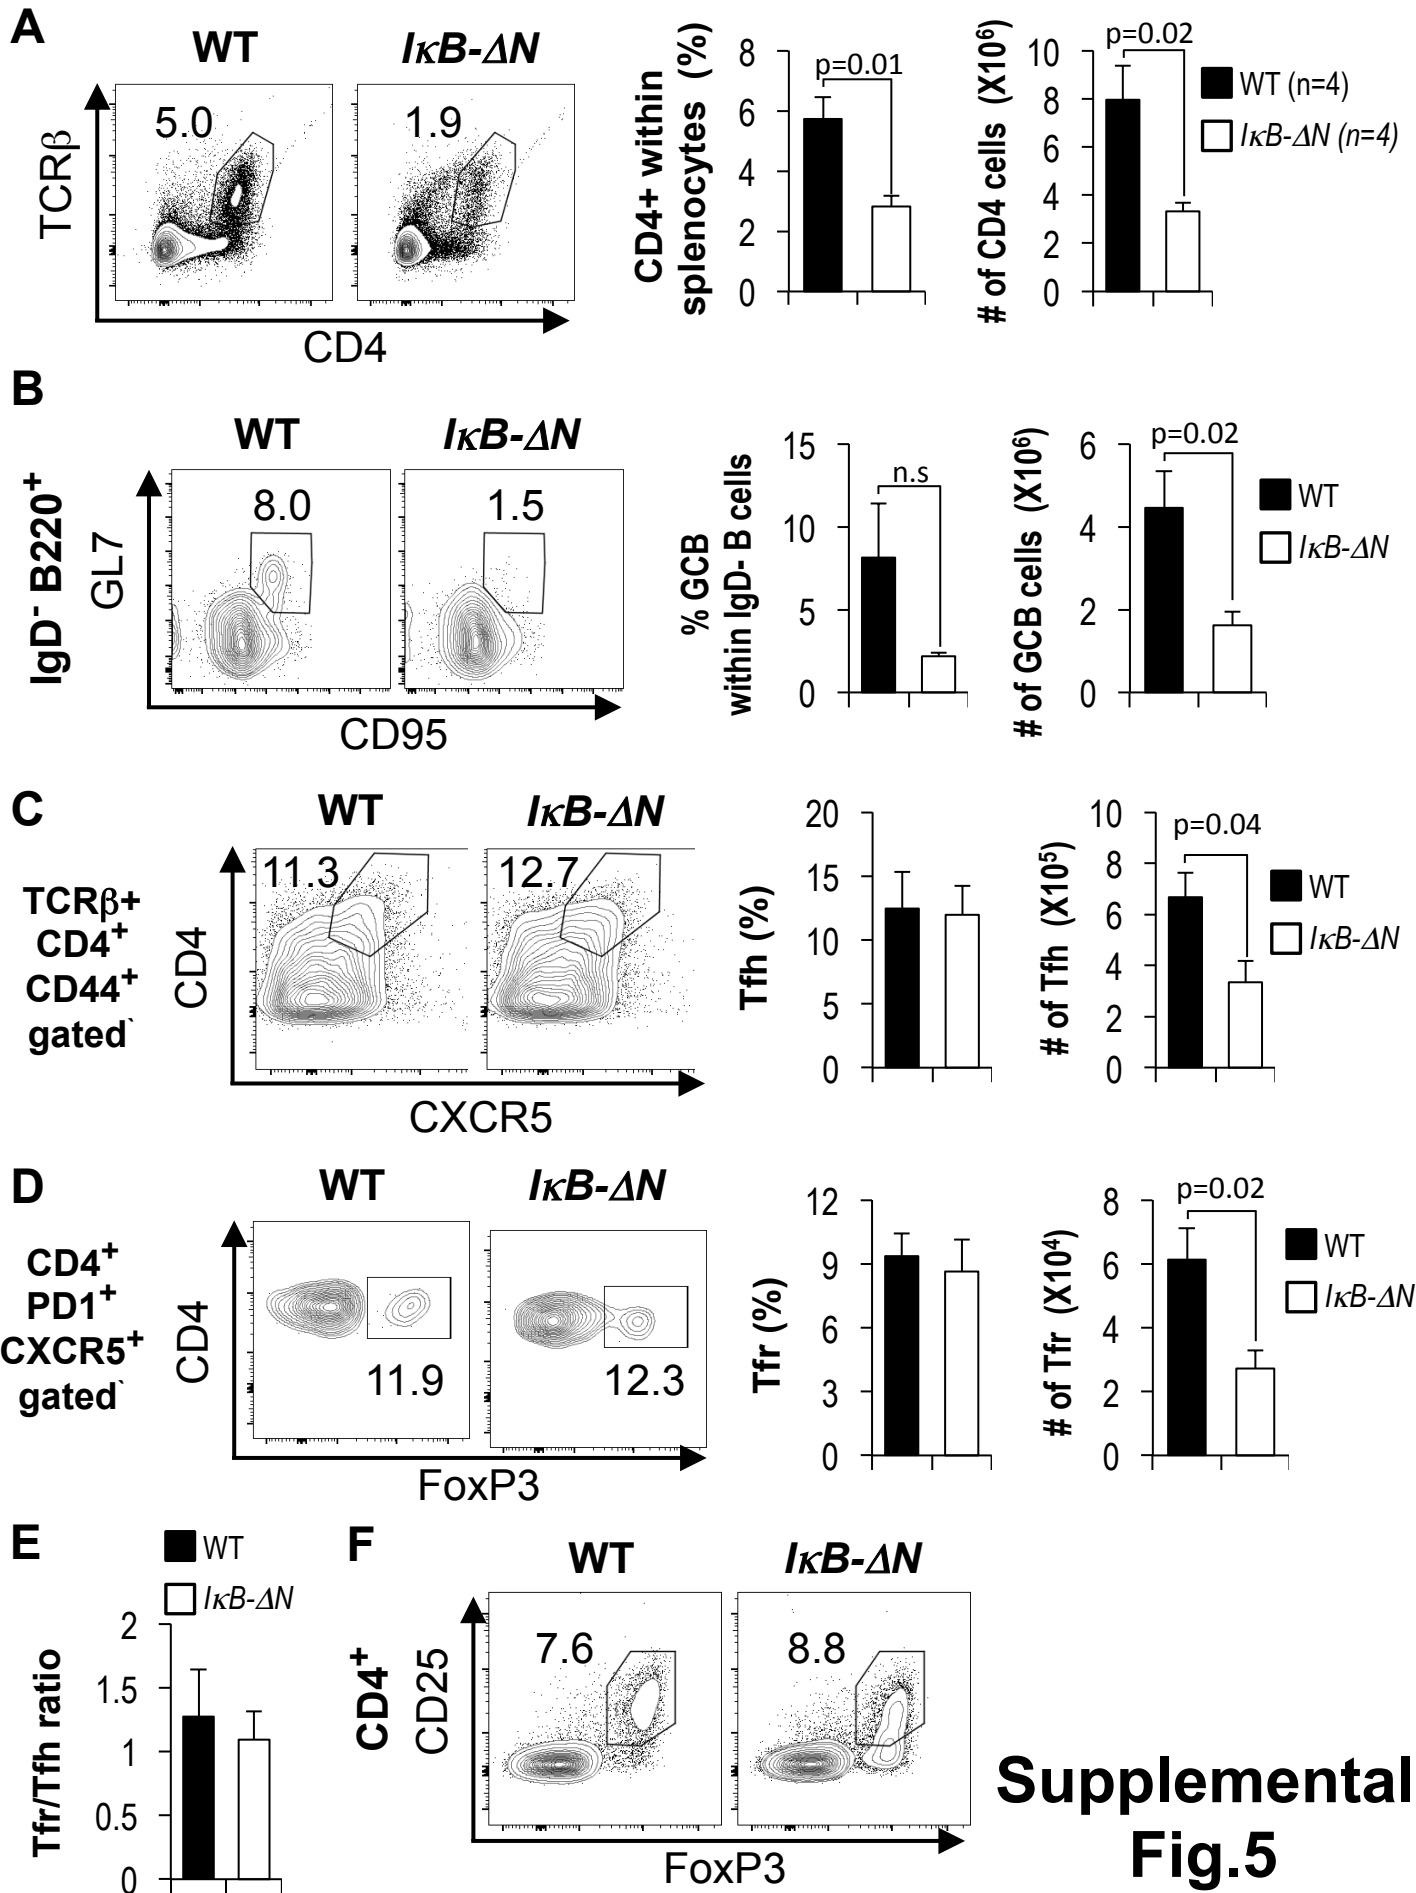 A
WT
IκB-ΔN
5.0
1.9
TCRβ
CD4
CD4+ within
splenocytes (%)
8
6
4
2
0
p=0.01
# of CD4 cells (X10⁶)
10
8
6
4
2
0
p=0.02
WT (n=4)
IκB-ΔN (n=4)
B
WT
IκB-ΔN
IgD⁻ B220⁺
GL7
8.0
1.5
CD95
% GCB
within IgD- B cells
15
10
5
0
n.s
# of GCB cells (X10⁶)
6
4
2
0
p=0.02
WT
IκB-ΔN
C
WT
IκB-ΔN
TCRβ+
CD4⁺
CD44⁺
gated`
CD4
11.3
12.7
CXCR5
Tfh (%)
20
15
10
5
0
# of Tfh (X10⁵)
10
8
6
4
2
0
p=0.04
WT
IκB-ΔN
D
WT
IκB-ΔN
CD4⁺
PD1⁺
CXCR5⁺
gated`
CD4
11.9
12.3
FoxP3
Tfr (%)
12
9
6
3
0
# of Tfr (X10⁴)
8
6
4
2
0
p=0.02
WT
IκB-ΔN
E
WT
IκB-ΔN
Tfr/Tfh ratio
2
1.5
1
0.5
0
F
WT
IκB-ΔN
CD4⁺
CD25
7.6
8.8
FoxP3
Supplemental
Fig.5